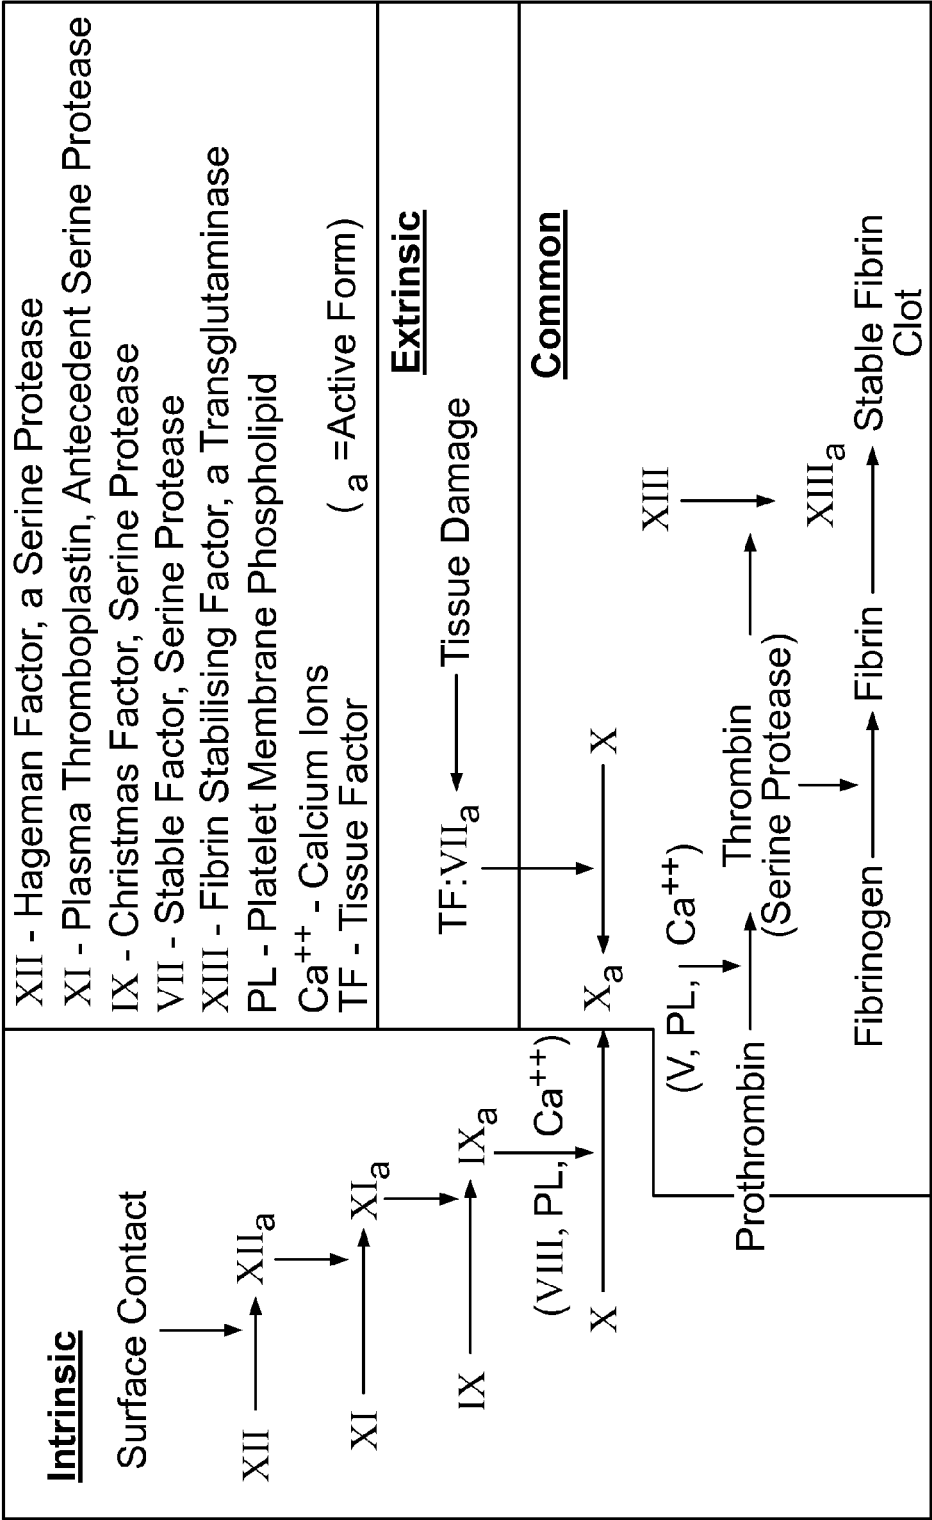 Intrinsic
Surface Contact
XII
XIIa
XI
XIa
IX
IXa
(VIII, PL, Ca++)
X
XII - Hageman Factor, a Serine Protease
XI - Plasma Thromboplastin, Antecedent Serine Protease
IX - Christmas Factor, Serine Protease
VII - Stable Factor, Serine Protease
XIII - Fibrin Stabilising Factor, a Transglutaminase
PL - Platelet Membrane Phospholipid
Ca++ - Calcium Ions
TF - Tissue Factor
(a =Active Form)
Extrinsic
TF:VIIa
Tissue Damage
Common
Xa
X
(V, PL, Ca++)
Prothrombin
Thrombin
(Serine Protease)
XIII
XIIIa
Fibrinogen
Fibrin
Stable Fibrin
Clot